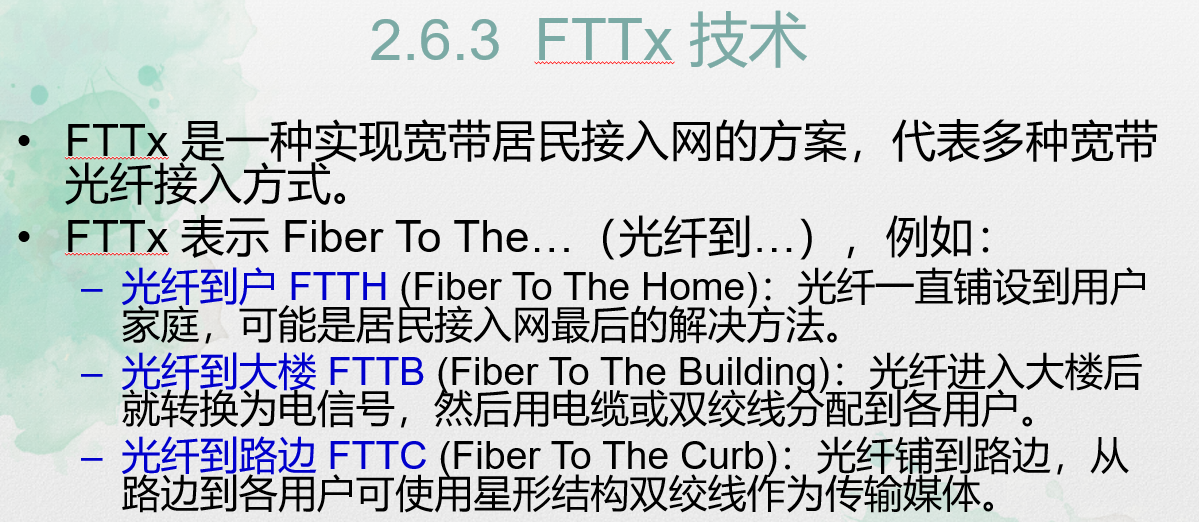 2.6.3 FTTx 技术
• FTTx 是一种实现宽带居民接入网的方案，代表多种宽带
光纤接入方式。
• FTTx 表示 Fiber To The…（光纤到…），例如：
– 光纤到户 FTTH (Fiber To The Home)：光纤一直铺设到用户
家庭，可能是居民接入网最后的解决方法。
– 光纤到大楼 FTTB (Fiber To The Building)：光纤进入大楼后
就转换为电信号，然后用电缆或双绞线分配到各用户。
– 光纤到路边 FTTC (Fiber To The Curb)：光纤铺到路边，从
路边到各用户可使用星形结构双绞线作为传输媒体。